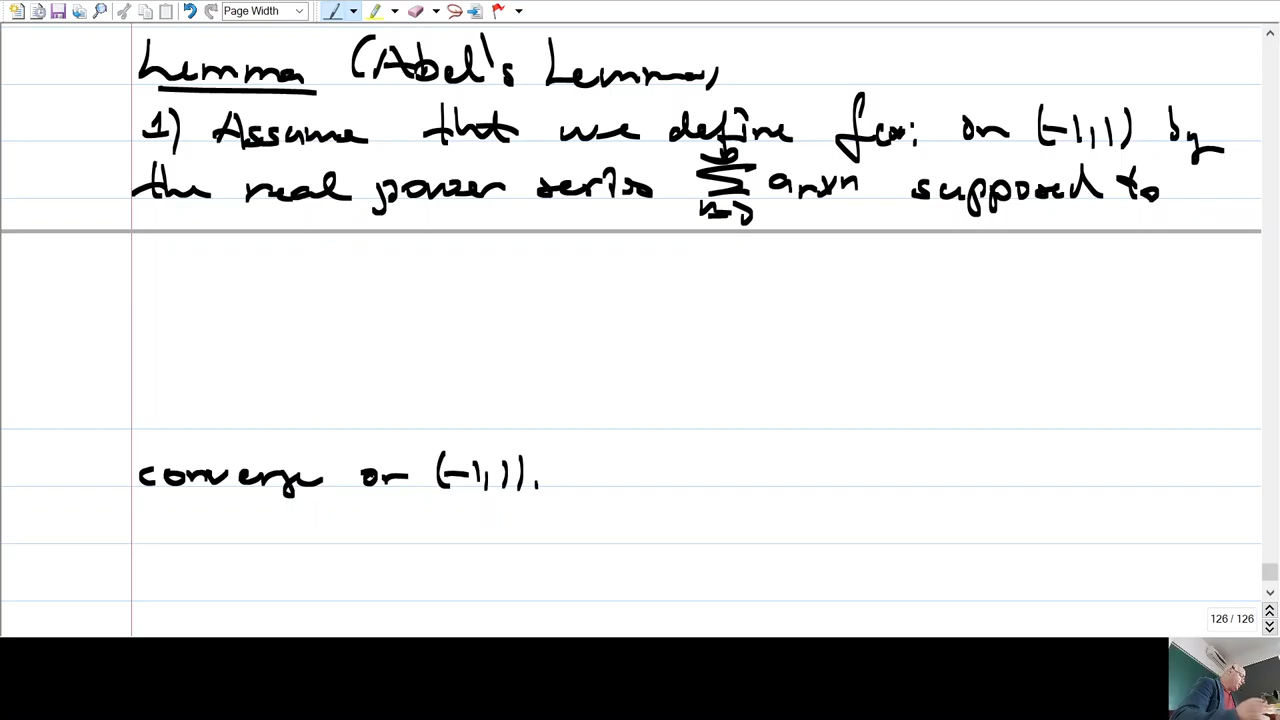 Page Width
Lemma (Abel's Lemma)
1) Assume that we define f(x) on (-1,1) by
the real power series ∞∑n=0 anxn supposed to
converge on (-1,1).
126 / 126